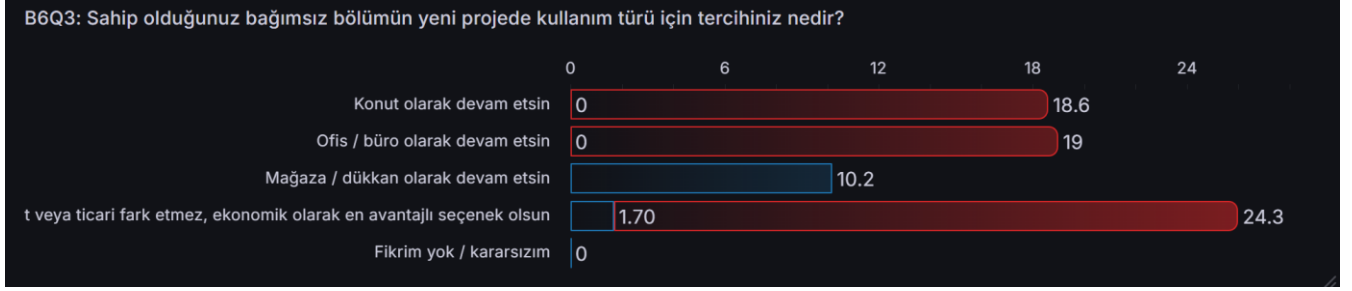 B6Q3: Sahip olduğunuz bağımsız bölümün yeni projede kullanım türü için tercihiniz nedir?
0 6 12 18 24
Konut olarak devam etsin 0 18.6
Ofis / büro olarak devam etsin 0 19
Mağaza / dükkan olarak devam etsin 10.2
t veya ticari fark etmez, ekonomik olarak en avantajlı seçenek olsun 1.70 24.3
Fikrim yok / kararsızım 0